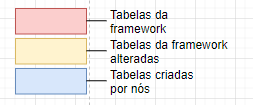 Tabelas da
framework
Tabelas da framework
alteradas
Tabelas criadas
por nós